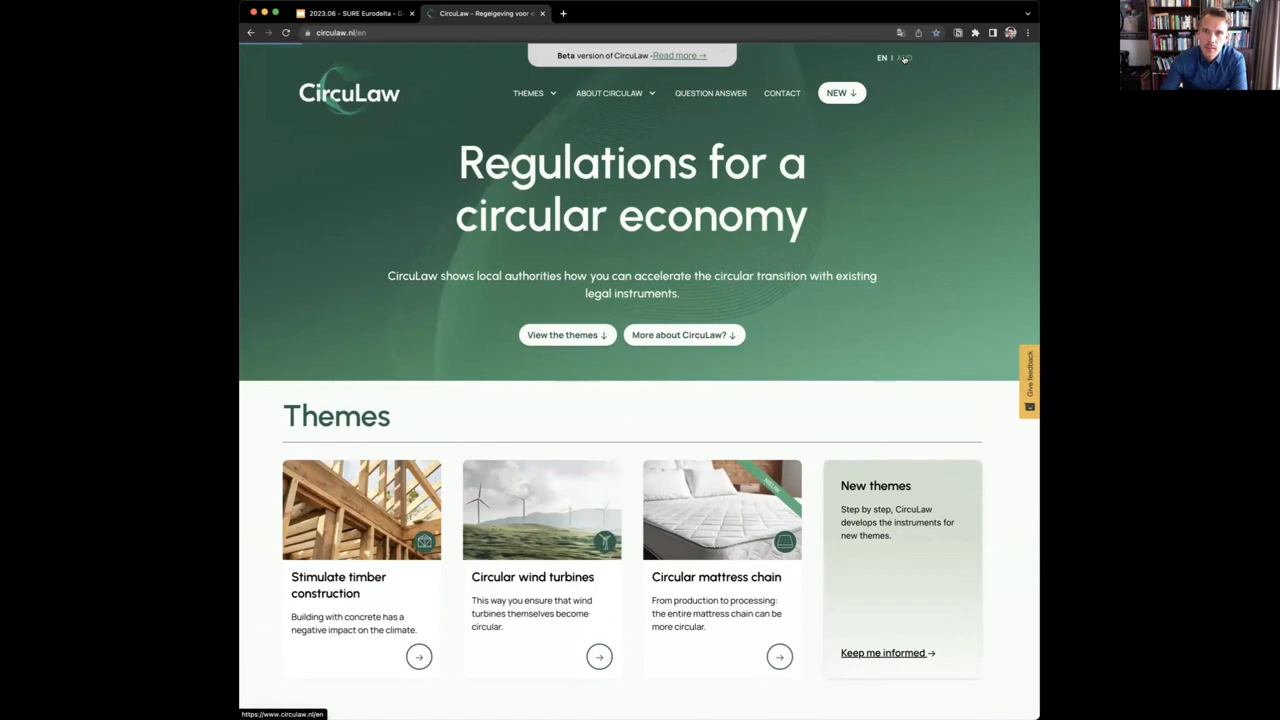 2023.06 - SURE Eurodelta - G
CircuLaw - Regelgeving voor e
circulaw.nl/en
Beta version of CircuLaw -Read more →
EN |
CircuLaw
THEMES
ABOUT CIRCULAW
QUESTION ANSWER
CONTACT
NEW ↓
Regulations for a
circular economy
CircuLaw shows local authorities how you can accelerate the circular transition with existing
legal instruments.
View the themes ↓
More about CircuLaw? ↓
Give feedback
Themes
Stimulate timber
construction
Building with concrete has a
negative impact on the climate.
Circular wind turbines
This way you ensure that wind
turbines themselves become
circular.
Circular mattress chain
From production to processing:
the entire mattress chain can be
more circular.
New themes
Step by step, CircuLaw
develops the instruments for
new themes.
Keep me informed →
https://www.circulaw.nl/en